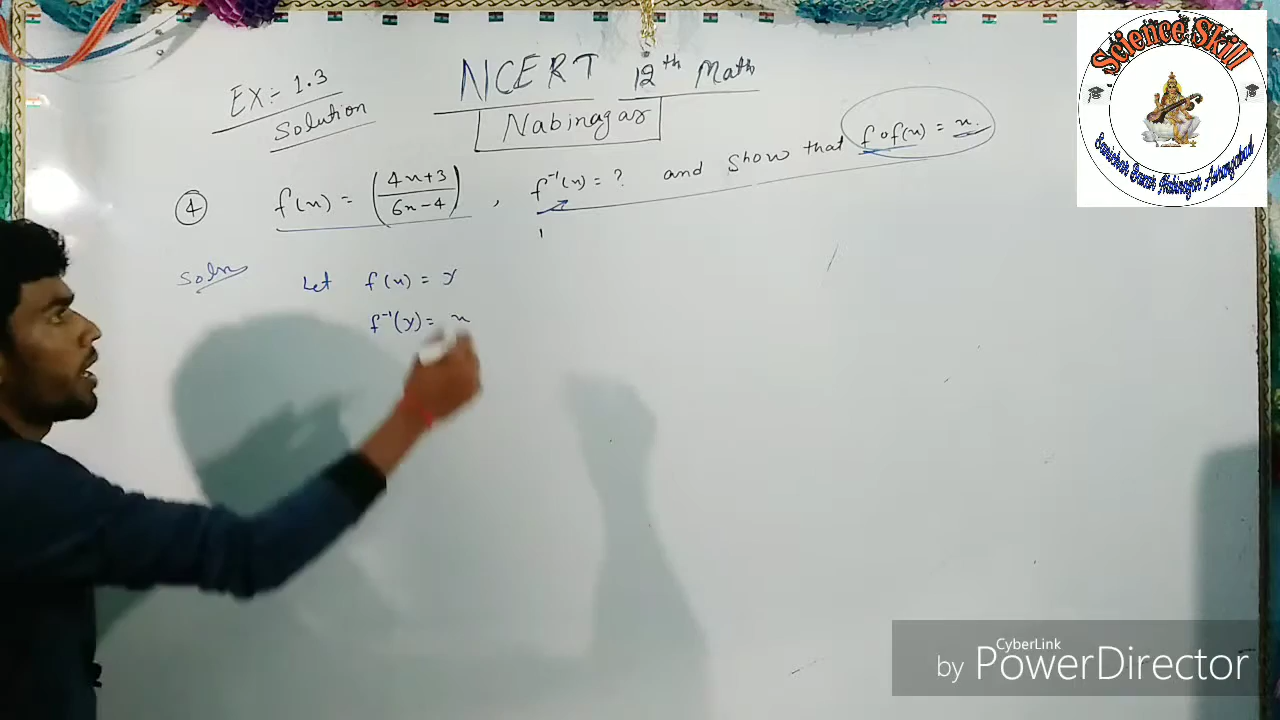 EX:- 1.3
Solution
NCERT 12th Math
Nabinagar
④ f(x) = (4x+3 / 6x-4) , f⁻¹(x) = ? and show that fof(x) = x.
Soln Let f(x) = y
f⁻¹(y) = x
Science Skill
CyberLink
by PowerDirector